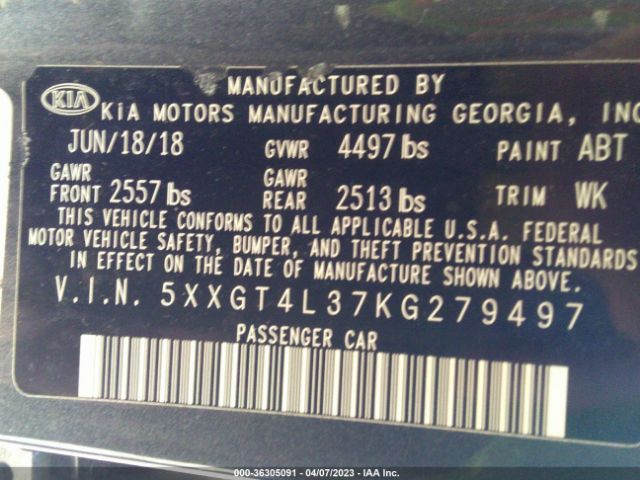 MANUFACTURED BY
KIA KIA MOTORS MANUFACTURING GEORGIA, INC
JUN/18/18 GVWR 4497 lbs PAINT ABT
GAWR FRONT 2557 lbs GAWR REAR 2513 lbs TRIM WK
THIS VEHICLE CONFORMS TO ALL APPLICABLE U.S.A. FEDERAL
MOTOR VEHICLE SAFETY, BUMPER, AND THEFT PREVENTION STANDARDS
IN EFFECT ON THE DATE OF MANUFACTURE SHOWN ABOVE.
V.I.N. 5XXGT4L37KG279497
PASSENGER CAR
000-36305091 - 04/07/2023 - IAA Inc.